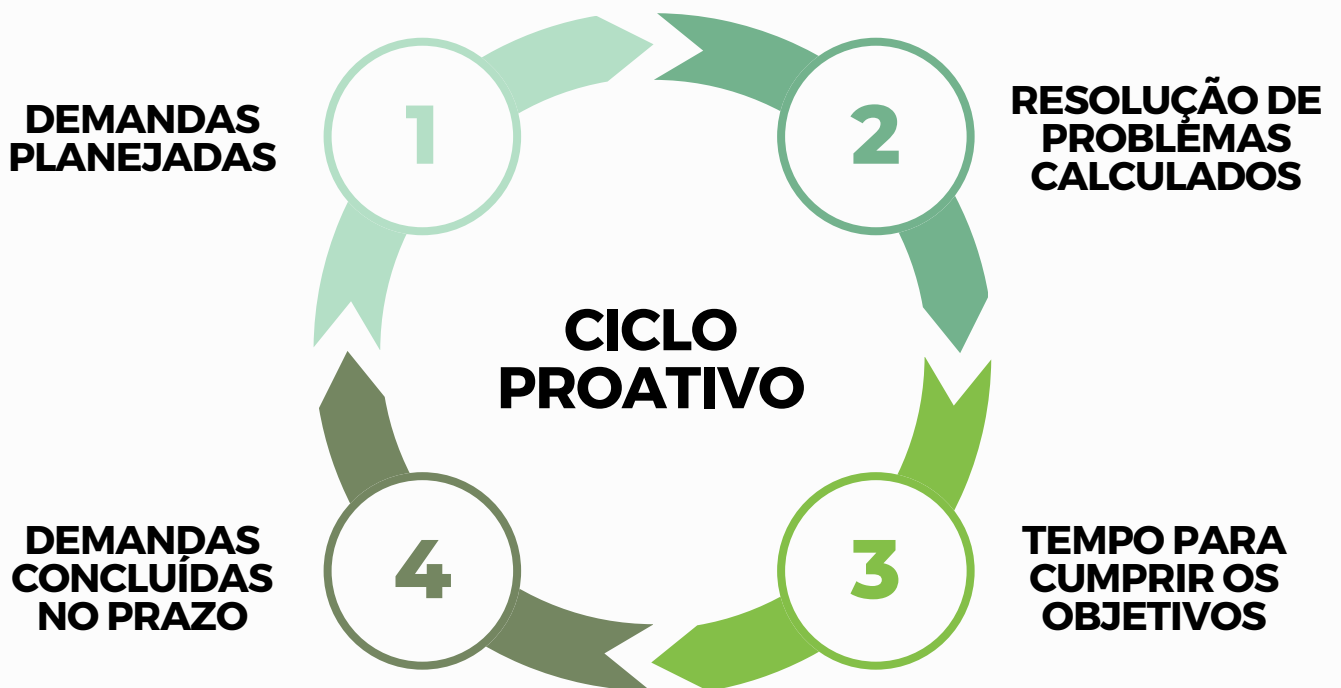 1
DEMANDAS
PLANEJADAS
2
RESOLUÇÃO DE
PROBLEMAS
CALCULADOS
CICLO
PROATIVO
3
TEMPO PARA
CUMPRIR OS
OBJETIVOS
4
DEMANDAS
CONCLUÍDAS
NO PRAZO